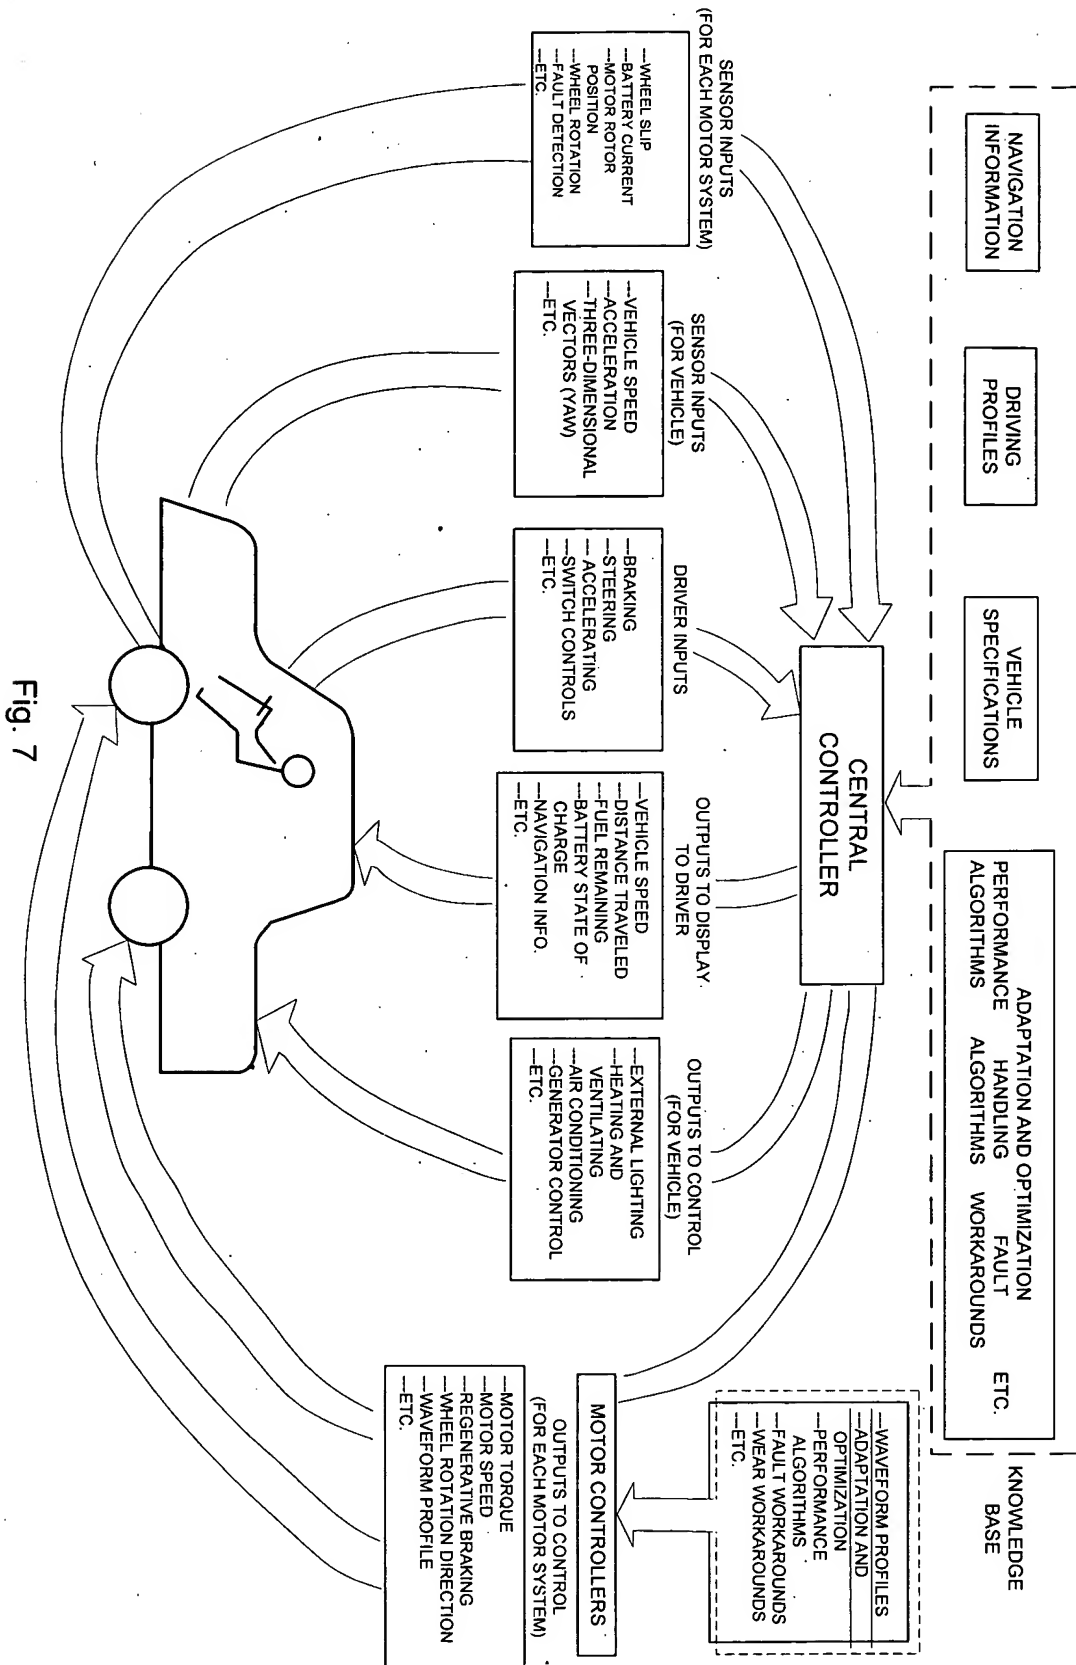 NAVIGATION
INFORMATION
DRIVING
PROFILES
VEHICLE
SPECIFICATIONS
ADAPTATION AND OPTIMIZATION
PERFORMANCE HANDLING FAULT ETC.
ALGORITHMS ALGORITHMS WORKAROUNDS
KNOWLEDGE
BASE
CENTRAL
CONTROLLER
---WAVEFORM PROFILES
---ADAPTATION AND
OPTIMIZATION
---PERFORMANCE
ALGORITHMS
---FAULT WORKAROUNDS
---WEAR WORKAROUNDS
---ETC.
MOTOR CONTROLLERS
SENSOR INPUTS
(FOR EACH MOTOR SYSTEM)
---WHEEL SLIP
---BATTERY CURRENT
---MOTOR ROTOR
POSITION
---WHEEL ROTATION
---FAULT DETECTION
---ETC.
SENSOR INPUTS
(FOR VEHICLE)
---VEHICLE SPEED
---ACCELERATION
---THREE-DIMENSIONAL
VECTORS (YAW)
---ETC.
DRIVER INPUTS
---BRAKING
---STEERING
--- ACCELERATING
---SWITCH CONTROLS
---ETC.
OUTPUTS TO DISPLAY
TO DRIVER
---VEHICLE SPEED
---DISTANCE TRAVELED
---FUEL REMAINING
---BATTERY STATE OF
CHARGE
---NAVIGATION INFO.
---ETC.
OUTPUTS TO CONTROL
(FOR VEHICLE)
---EXTERNAL LIGHTING
---HEATING AND
VENTILATING
---AIR CONDITIONING
---GENERATOR CONTROL
---ETC.
OUTPUTS TO CONTROL
(FOR EACH MOTOR SYSTEM)
---MOTOR TORQUE
---MOTOR SPEED
---REGENERATIVE BRAKING
---WHEEL ROTATION DIRECTION
---WAVEFORM PROFILE
---ETC.
Fig. 7